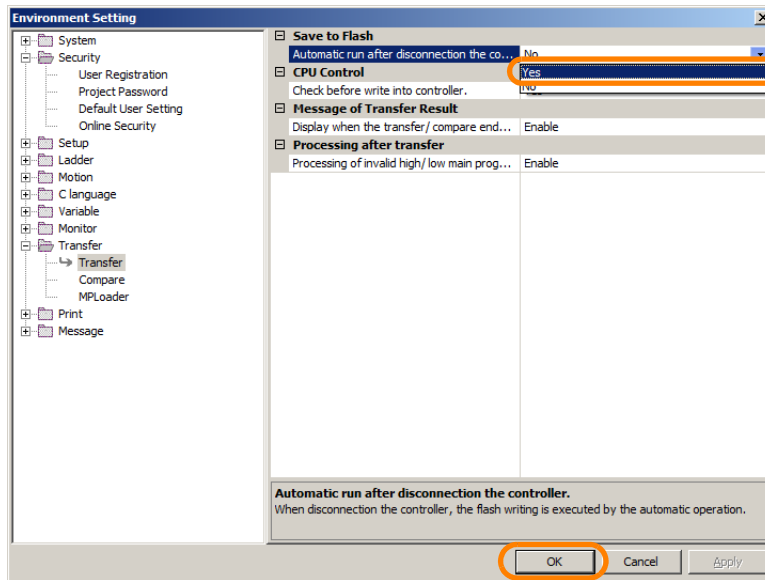 Environment Setting
System
Security
User Registration
Project Password
Default User Setting
Online Security
Setup
Ladder
Motion
C language
Variable
Monitor
Transfer
Transfer
Compare
MPLoader
Print
Message
Save to Flash
Automatic run after disconnection the co... No
Yes
No
CPU Control
Check before write into controller.
Message of Transfer Result
Display when the transfer/ compare end... Enable
Processing after transfer
Processing of invalid high/ low main prog... Enable
Automatic run after disconnection the controller.
When disconnection the controller, the flash writing is executed by the automatic operation.
OK Cancel Apply